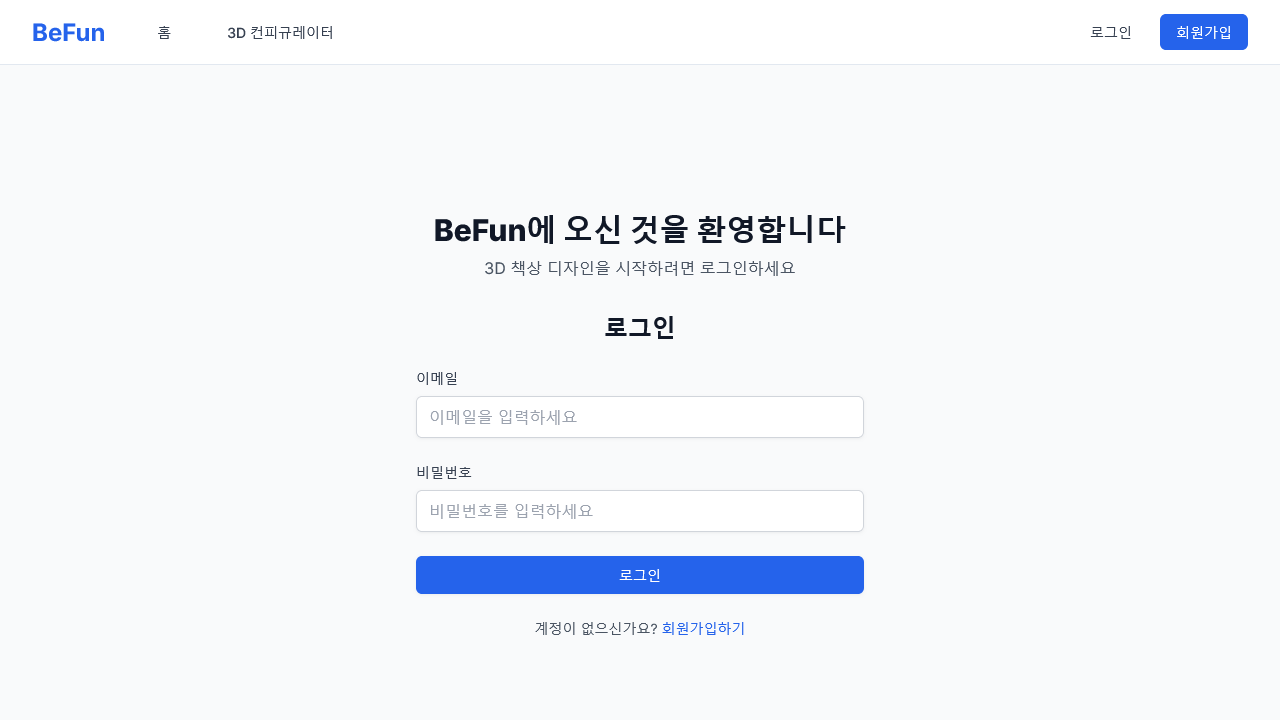 BeFun 홈 3D 컨피규레이터 로그인 회원가입
BeFun에 오신 것을 환영합니다
3D 책상 디자인을 시작하려면 로그인하세요
로그인
이메일
이메일을 입력하세요
비밀번호
비밀번호를 입력하세요
로그인
계정이 없으신가요? 회원가입하기